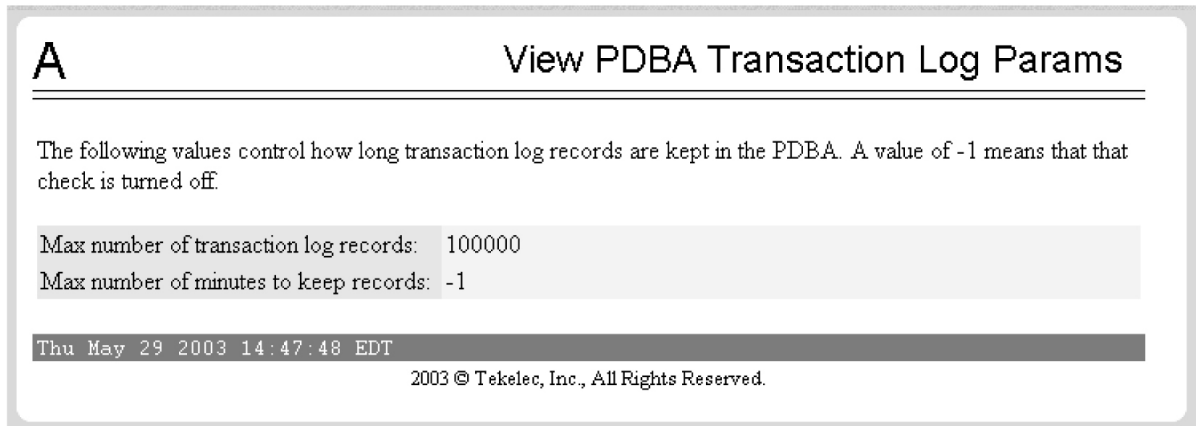 A View PDBA Transaction Log Params
The following values control how long transaction log records are kept in the PDBA. A value of -1 means that that
check is turned off.
Max number of transaction log records: 100000
Max number of minutes to keep records: -1
Thu May 29 2003 14:47:48 EDT
2003 © Tekelec, Inc., All Rights Reserved.